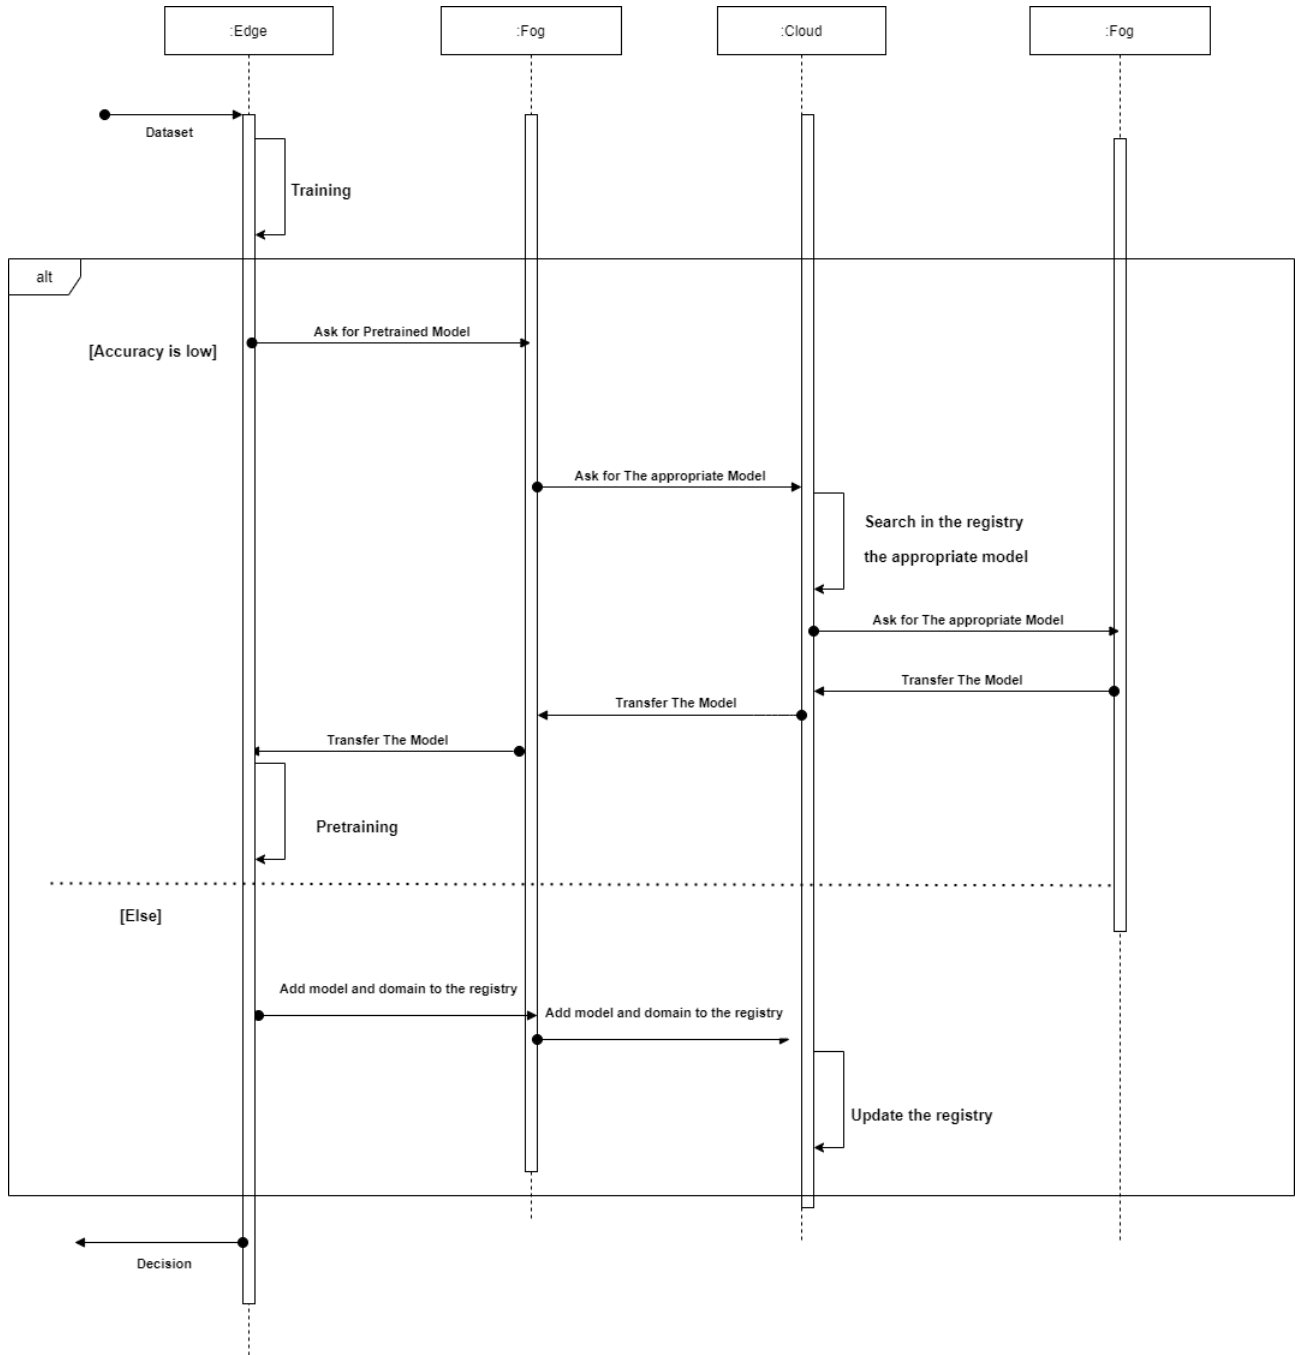 :Edge
:Fog
:Cloud
:Fog
Dataset
Training
alt
Ask for Pretrained Model
[Accuracy is low]
Ask for The appropriate Model
Search in the registry
the appropriate model
Ask for The appropriate Model
Transfer The Model
Transfer The Model
Transfer The Model
Pretraining
[Else]
Add model and domain to the registry
Add model and domain to the registry
Update the registry
Decision